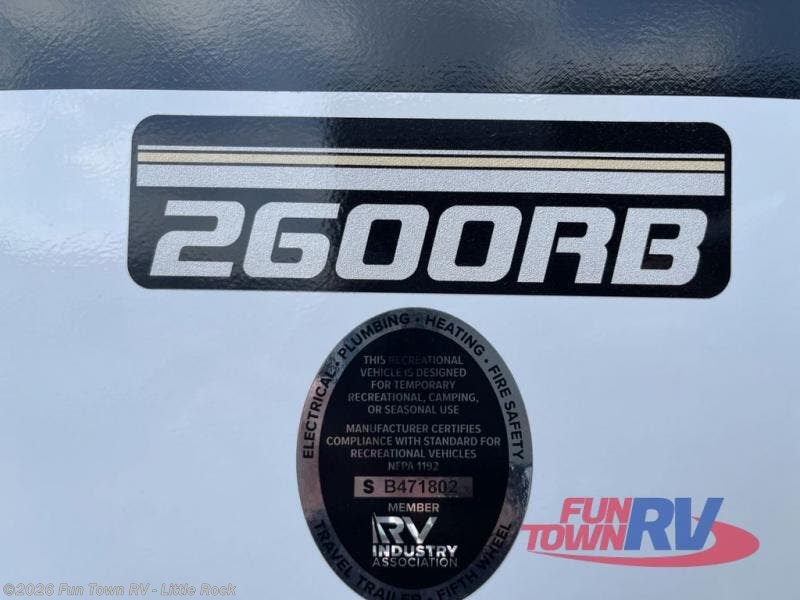 2600RB
ELECTRICAL • PLUMBING • HEATING • FIRE SAFETY
THIS RECREATIONAL
VEHICLE IS DESIGNED
FOR TEMPORARY
RECREATIONAL, CAMPING,
OR SEASONAL USE
MANUFACTURER CERTIFIES
COMPLIANCE WITH STANDARD FOR
RECREATIONAL VEHICLES
NFPA 1192
S B471802
MEMBER
RV
INDUSTRY
ASSOCIATION
TRAVEL TRAILER • FIFTH WHEEL
FUN
TOWN RV
©2026 Fun Town RV - Little Rock